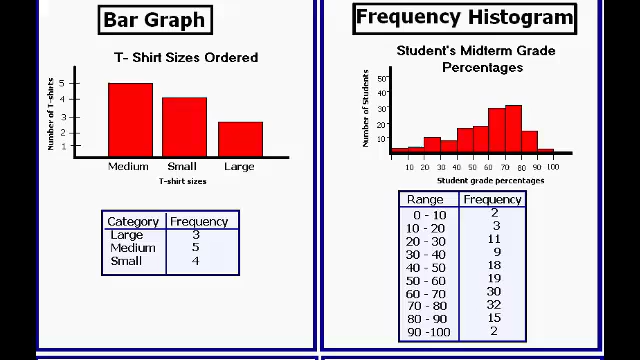 Bar Graph
T- Shirt Sizes Ordered
Number of T-shirts
5
4
3
2
1
Medium Small Large
T-shirt sizes
Category Frequency
Large 3
Medium 5
Small 4
Frequency Histogram
Student's Midterm Grade
Percentages
Number of Students
50
40
30
20
10
10 20 30 40 50 60 70 80 90 100
Student grade percentages
Range Frequency
0 - 10 2
10 - 20 3
20 - 30 11
30 - 40 9
40 - 50 18
50 - 60 19
60 - 70 30
70 - 80 32
80 - 90 15
90 -100 2